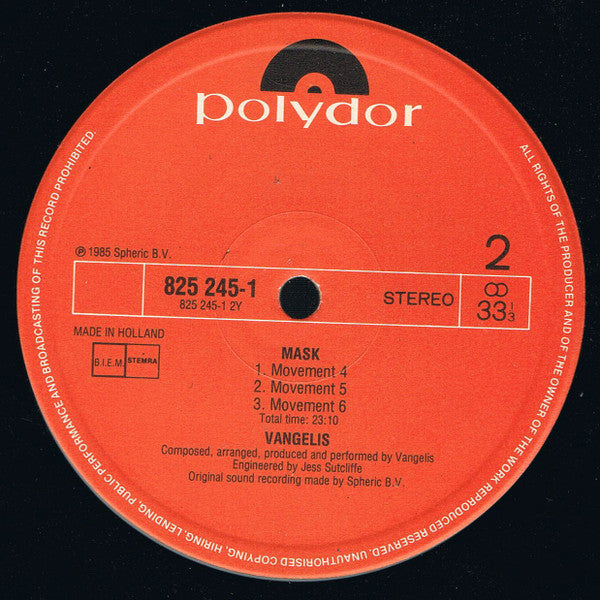 polydor
ALL RIGHTS OF THE PRODUCER AND OF THE OWNER OF THE WORK REPRODUCED RESERVED. UNAUTHORISED COPYING, HIRING, LENDING, PUBLIC PERFORMANCE AND BROADCASTING OF THIS RECORD PROHIBITED.
℗ 1985 Spheric B.V.
2
825 245-1
825 245-1 2Y
STEREO
33 1/3
MADE IN HOLLAND
B.I.E.M. STEMRA
MASK
1. Movement 4
2. Movement 5
3. Movement 6
Total time: 23:10
VANGELIS
Composed, arranged, produced and performed by Vangelis
Engineered by Jess Sutcliffe
Original sound recording made by Spheric B.V.